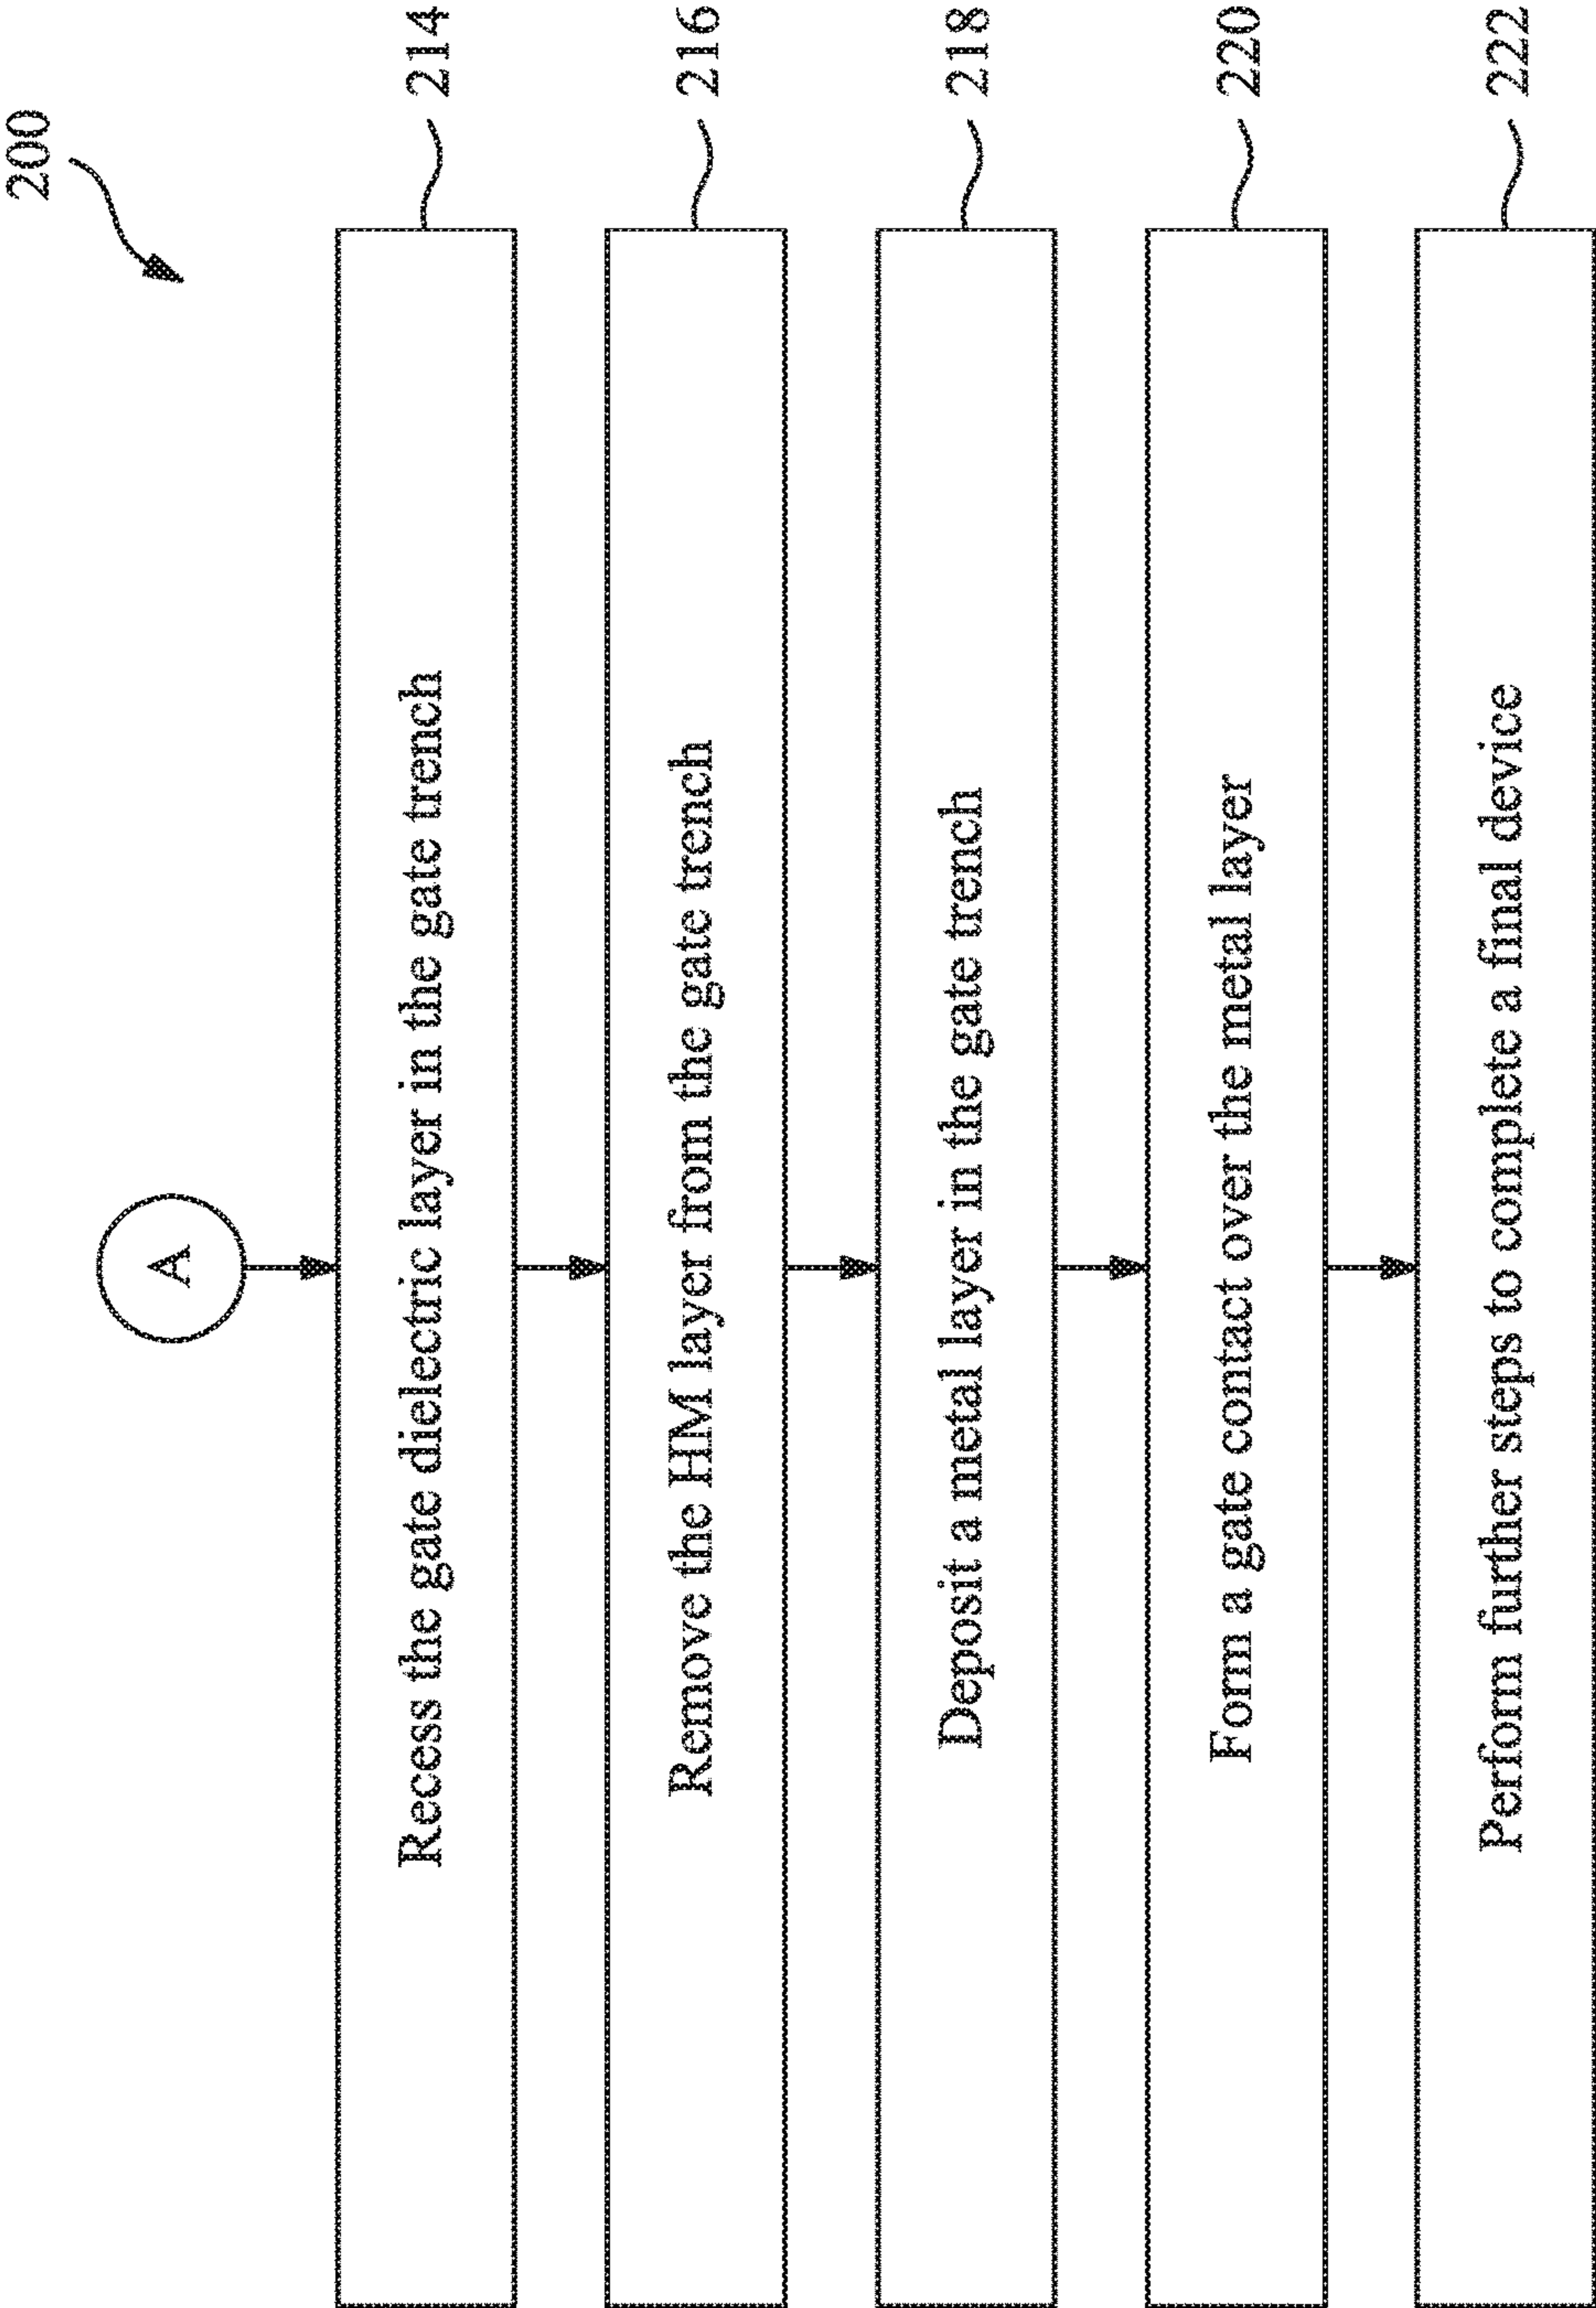 200
A
Recess the gate dielectric layer in the gate trench
214
Remove the HM layer from the gate trench
216
Deposit a metal layer in the gate trench
218
Form a gate contact over the metal layer
220
Perform further steps to complete a final device
222